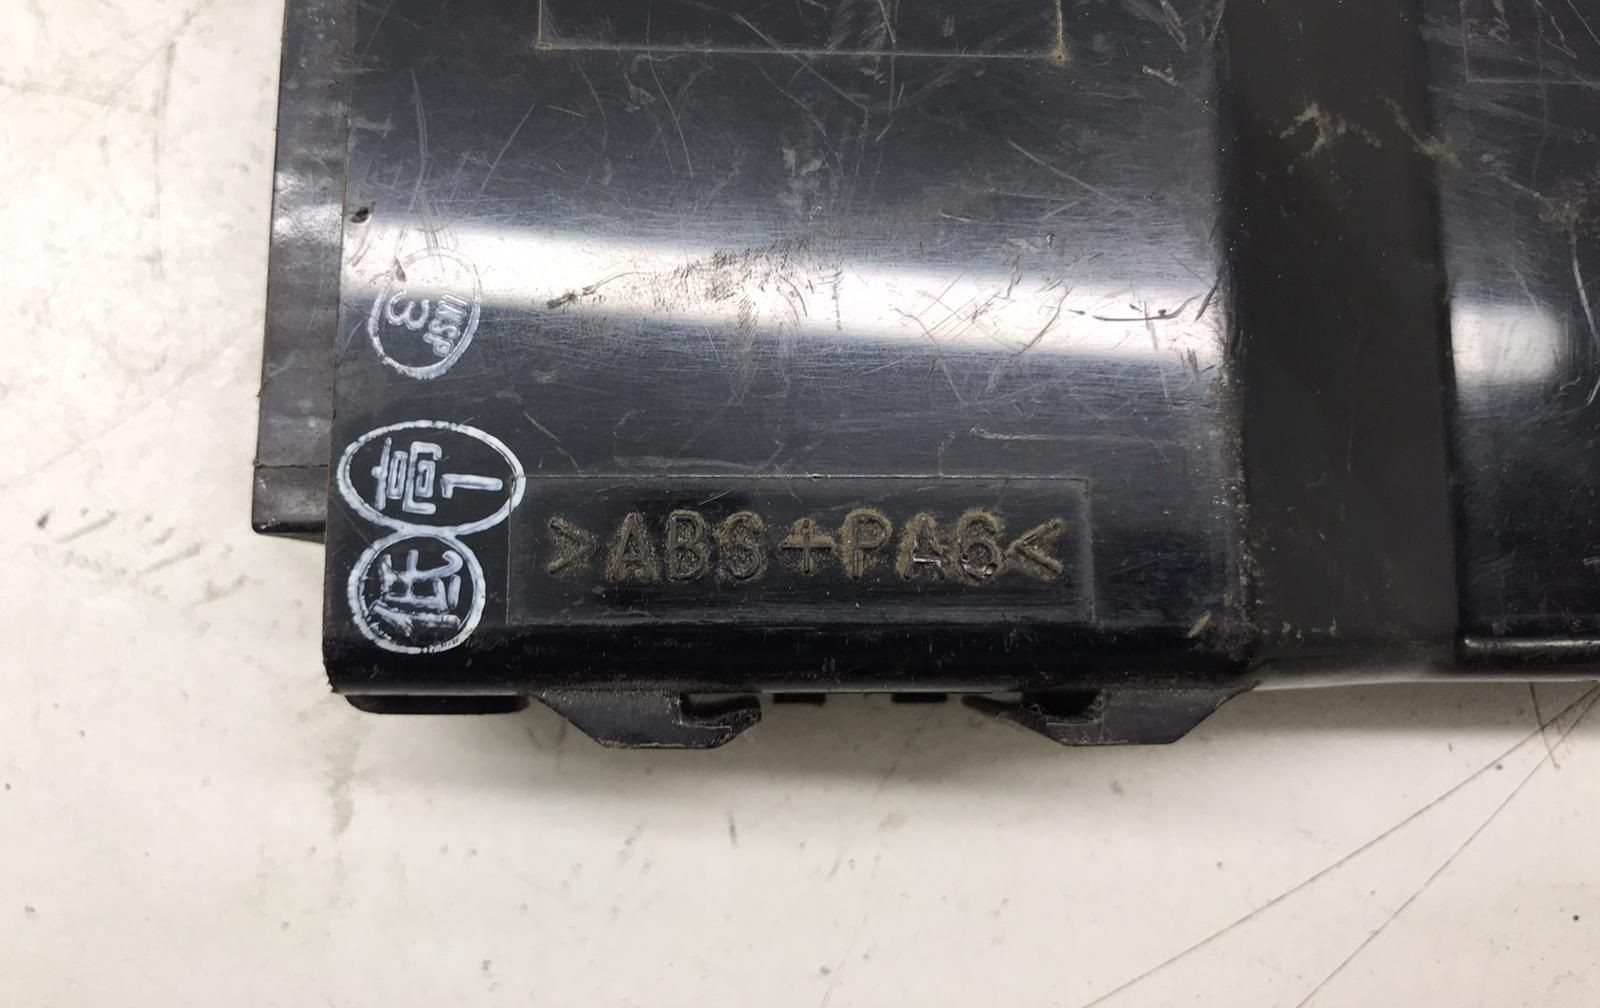 INSP
3
高1
低
>ABS+PA6<